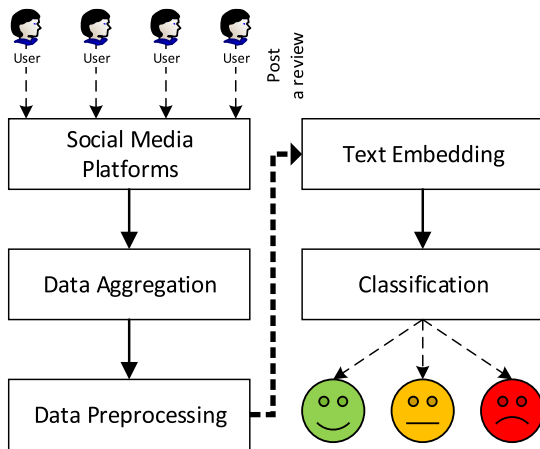 User
User
User
User
Post
a review
Social Media
Platforms
Data Aggregation
Data Preprocessing
Text Embedding
Classification